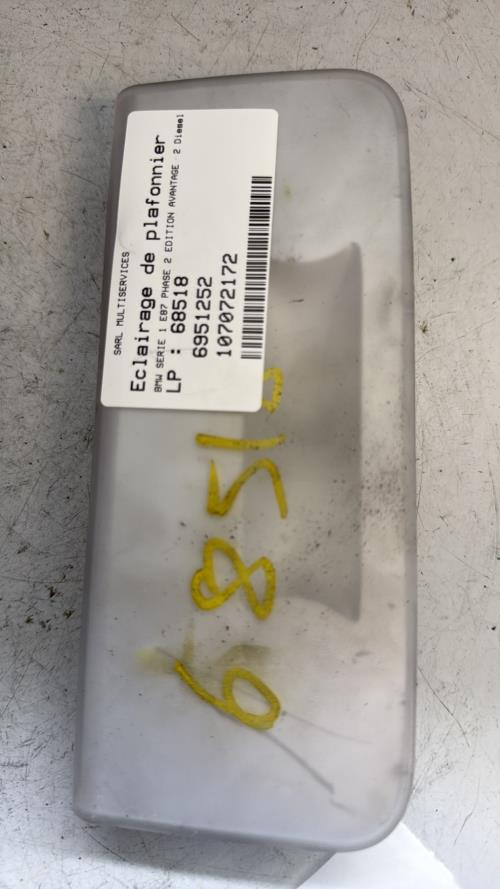 SARL MULTISERVICES
Eclairage de plafonnier
BMW SERIE 1 E87 PHASE 2 EDITION AVANTAGE - 2 Diesel
LP : 68518
6951252
107072172
6851